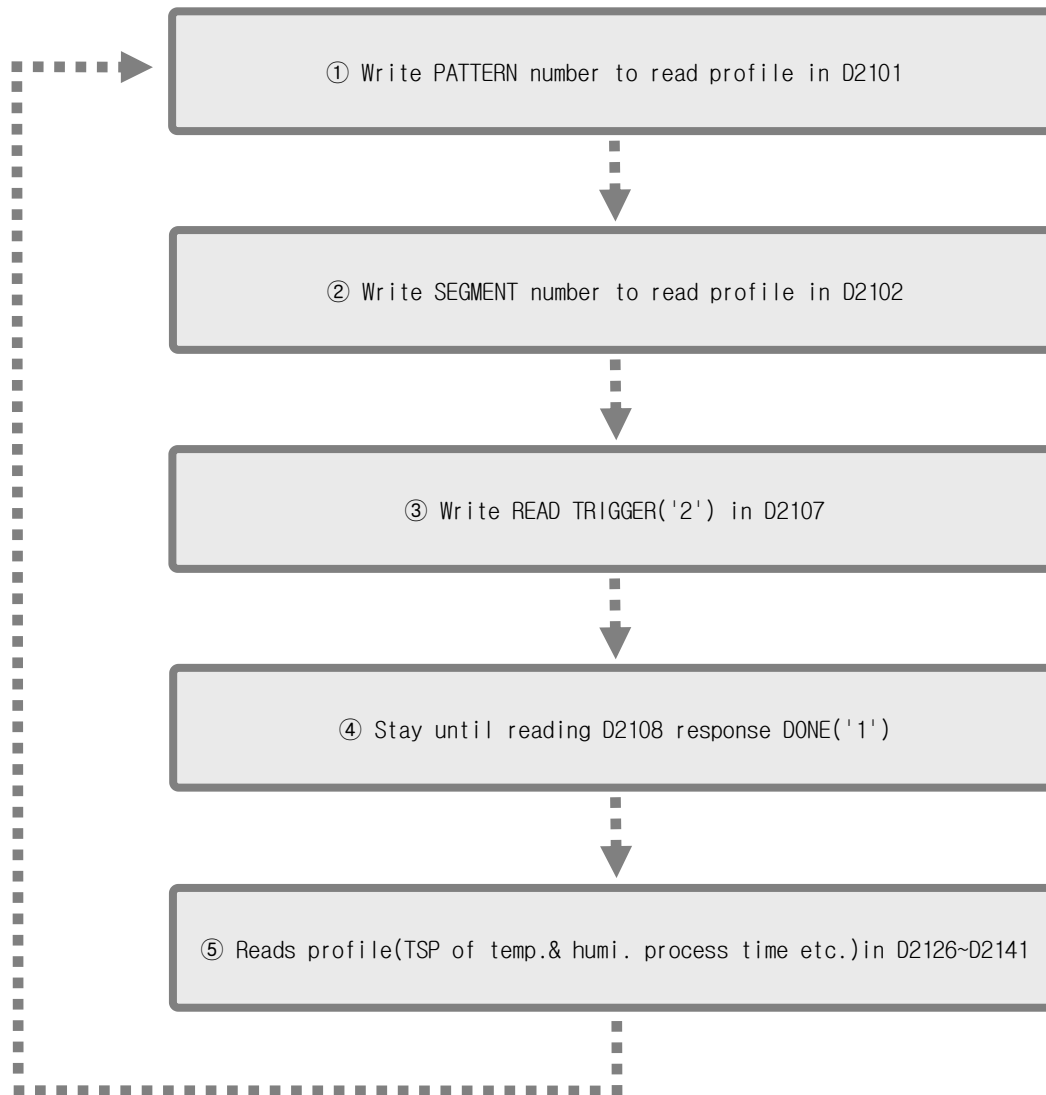 ① Write PATTERN number to read profile in D2101
② Write SEGMENT number to read profile in D2102
③ Write READ TRIGGER('2') in D2107
④ Stay until reading D2108 response DONE('1')
⑤ Reads profile(TSP of temp.& humi. process time etc.)in D2126~D2141